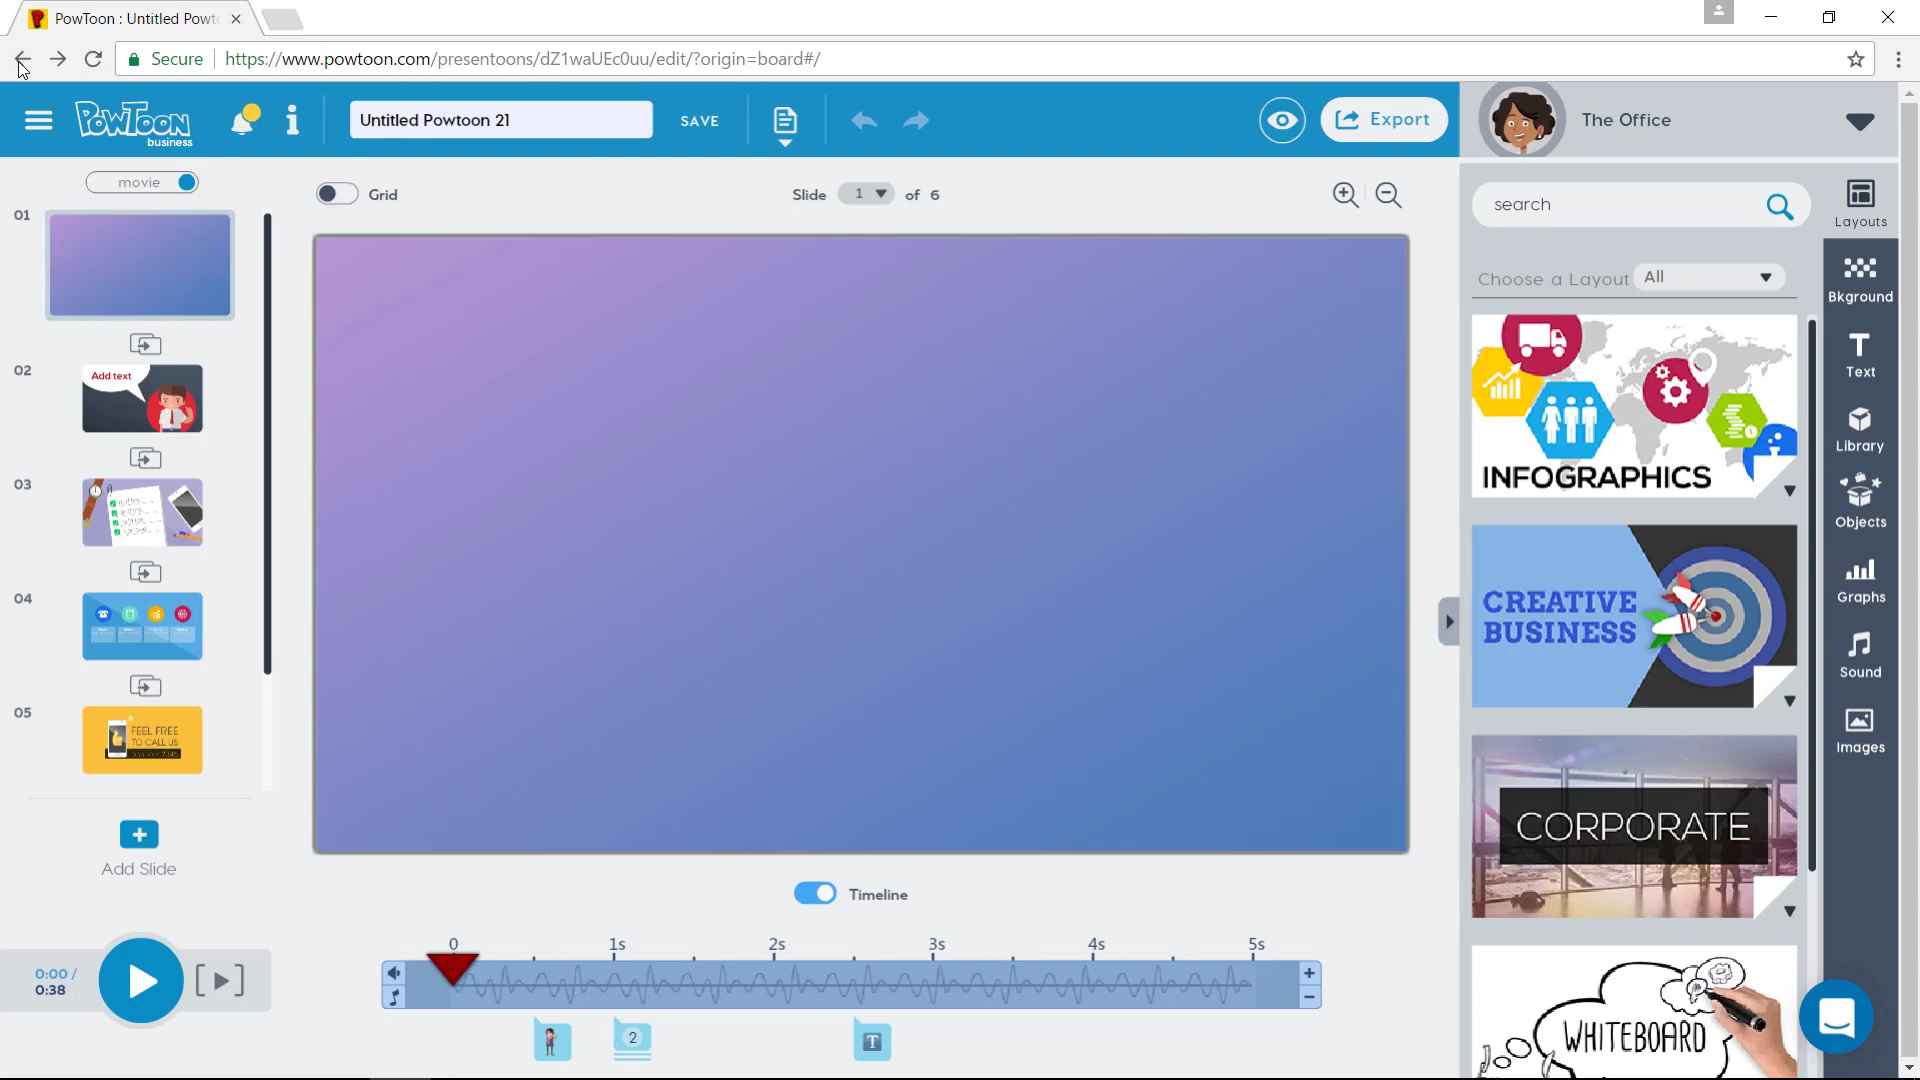 PowToon : Untitled Powto
Secure
https://www.powtoon.com/presentoons/dZ1waUEc0uu/edit/?origin=board#/
PowToon
business
Untitled Powtoon 21
SAVE
Export
The Office
movie
Grid
Slide 1 of 6
search
Layouts
Choose a Layout All
01
02
Add text
03
04
05
FEEL FREE
TO CALL US
Add Slide
0:00 /
0:38
Timeline
0 1s 2s 3s 4s 5s
2
T
INFOGRAPHICS
CREATIVE
BUSINESS
CORPORATE
WHITEBOARD
Bkground
Text
Library
Objects
Graphs
Sound
Images